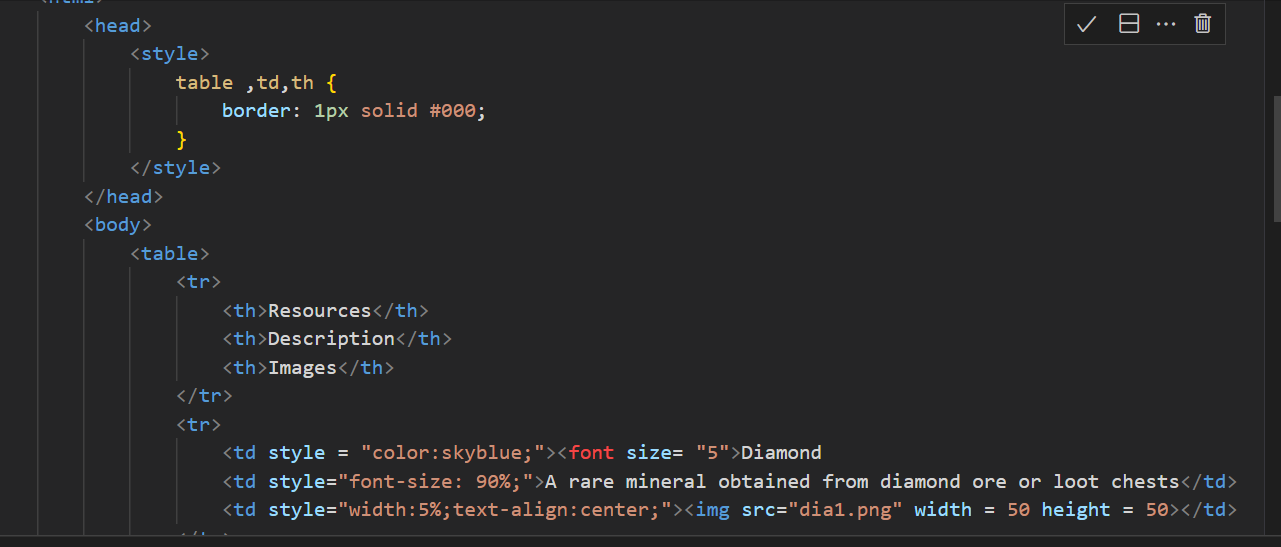 <html>
<head>
<style>
table ,td,th {
border: 1px solid #000;
}
</style>
</head>
<body>
<table>
<tr>
<th>Resources</th>
<th>Description</th>
<th>Images</th>
</tr>
<tr>
<td style = "color:skyblue;"><font size= "5">Diamond
<td style="font-size: 90%;">A rare mineral obtained from diamond ore or loot chests</td>
<td style="width:5%;text-align:center;"><img src="dia1.png" width = 50 height = 50></td>